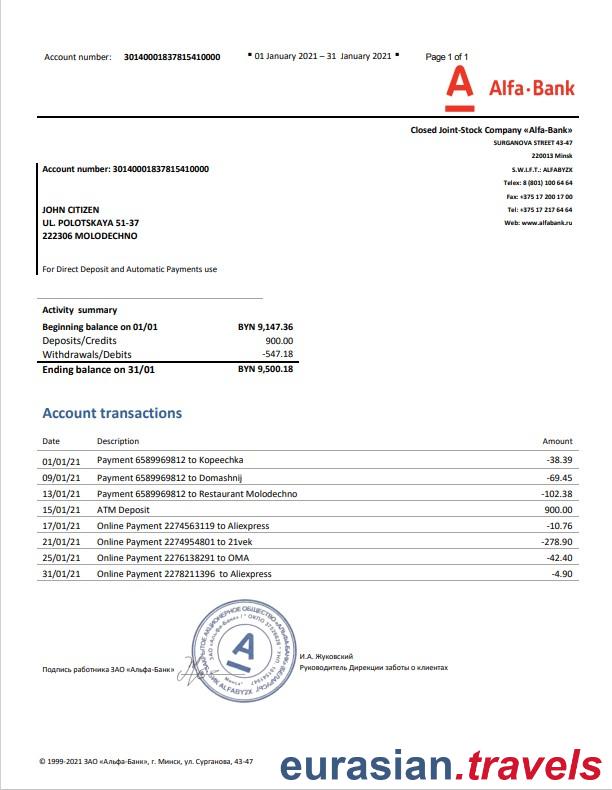 Account number: 30140001837815410000 ▪ 01 January 2021 – 31 January 2021 ▪ Page 1 of 1
Alfa·Bank
Closed Joint-Stock Company «Alfa-Bank»
SURGANOVA STREET 43-47
220013 Minsk
S.W.I.F.T.: ALFABYZX
Telex: 8 (801) 100 64 64
Fax: +375 17 200 17 00
Tel: +375 17 217 64 64
Web: www.alfabank.ru
Account number: 30140001837815410000
JOHN CITIZEN
UL. POLOTSKAYA 51-37
222306 MOLODECHNO
For Direct Deposit and Automatic Payments use
Activity summary
Beginning balance on 01/01 BYN 9,147.36
Deposits/Credits 900.00
Withdrawals/Debits -547.18
Ending balance on 31/01 BYN 9,500.18
Account transactions
Date Description Amount
01/01/21 Payment 6589969812 to Kopeechka -38.39
09/01/21 Payment 6589969812 to Domashnij -69.45
13/01/21 Payment 6589969812 to Restaurant Molodechno -102.38
15/01/21 ATM Deposit 900.00
17/01/21 Online Payment 2274563119 to Aliexpress -10.76
21/01/21 Online Payment 2274954801 to 21vek -278.90
25/01/21 Online Payment 2276138291 to OMA -42.40
31/01/21 Online Payment 2278211396 to Aliexpress -4.90
АКЦИОНЕРНОЕ ОБЩЕСТВО «АЛЬФА-БАНК»
ALFABYZX
Подпись работника ЗАО «Альфа-Банк»
И.А. Жуковский
Руководитель Дирекции заботы о клиентах
© 1999-2021 ЗАО «Альфа-Банк», г. Минск, ул. Сурганова, 43-47
eurasian.travels